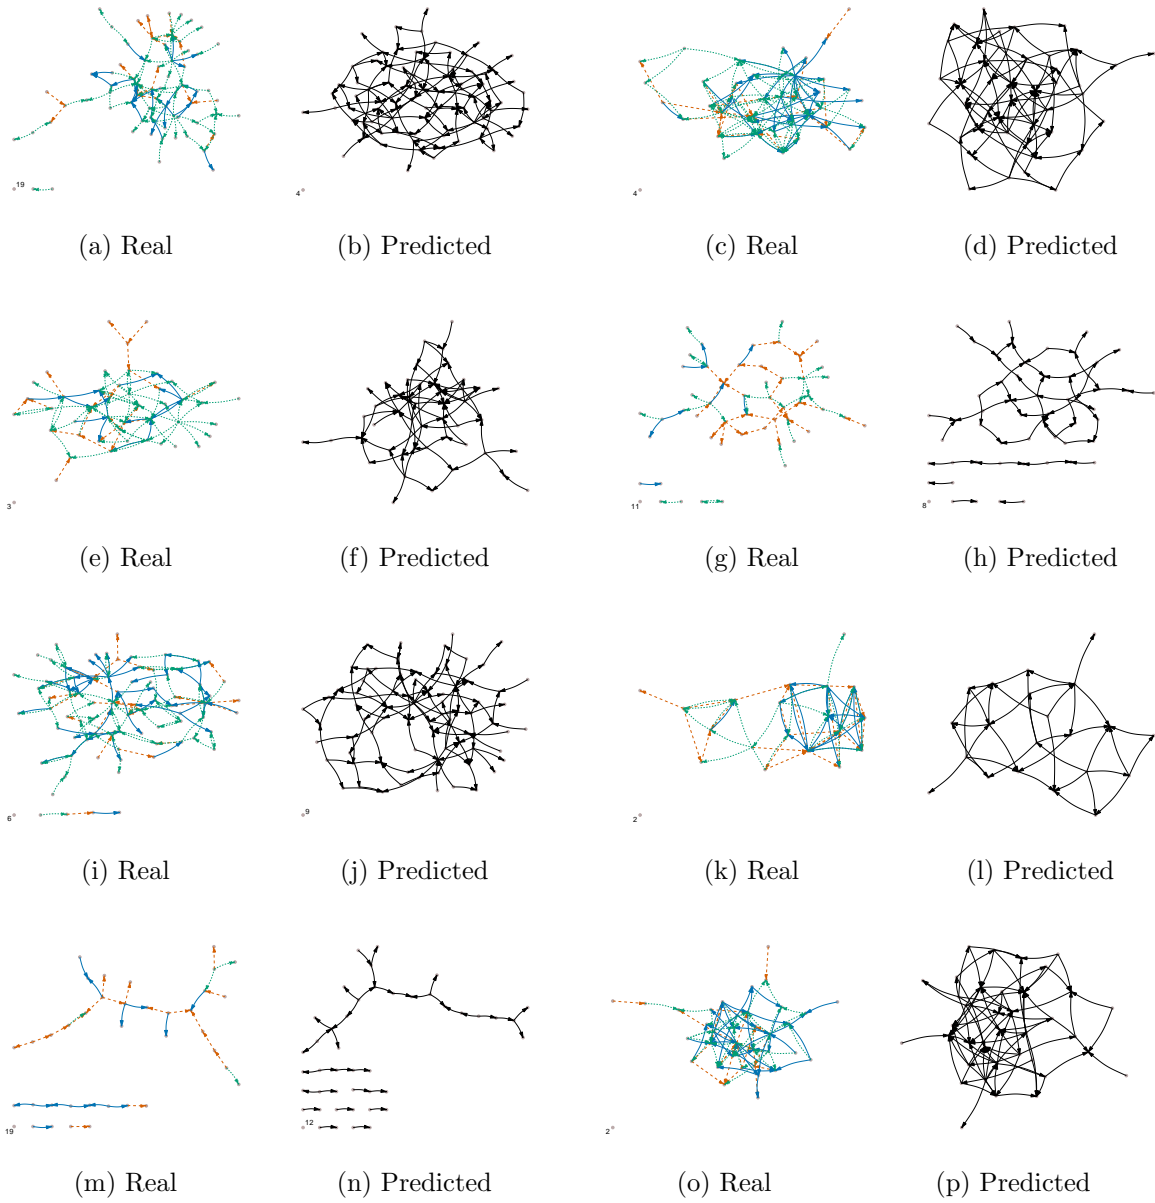 19
4
4
(a) Real
(b) Predicted
(c) Real
(d) Predicted
3
11
8
(e) Real
(f) Predicted
(g) Real
(h) Predicted
6
9
2
(i) Real
(j) Predicted
(k) Real
(l) Predicted
19
12
2
(m) Real
(n) Predicted
(o) Real
(p) Predicted